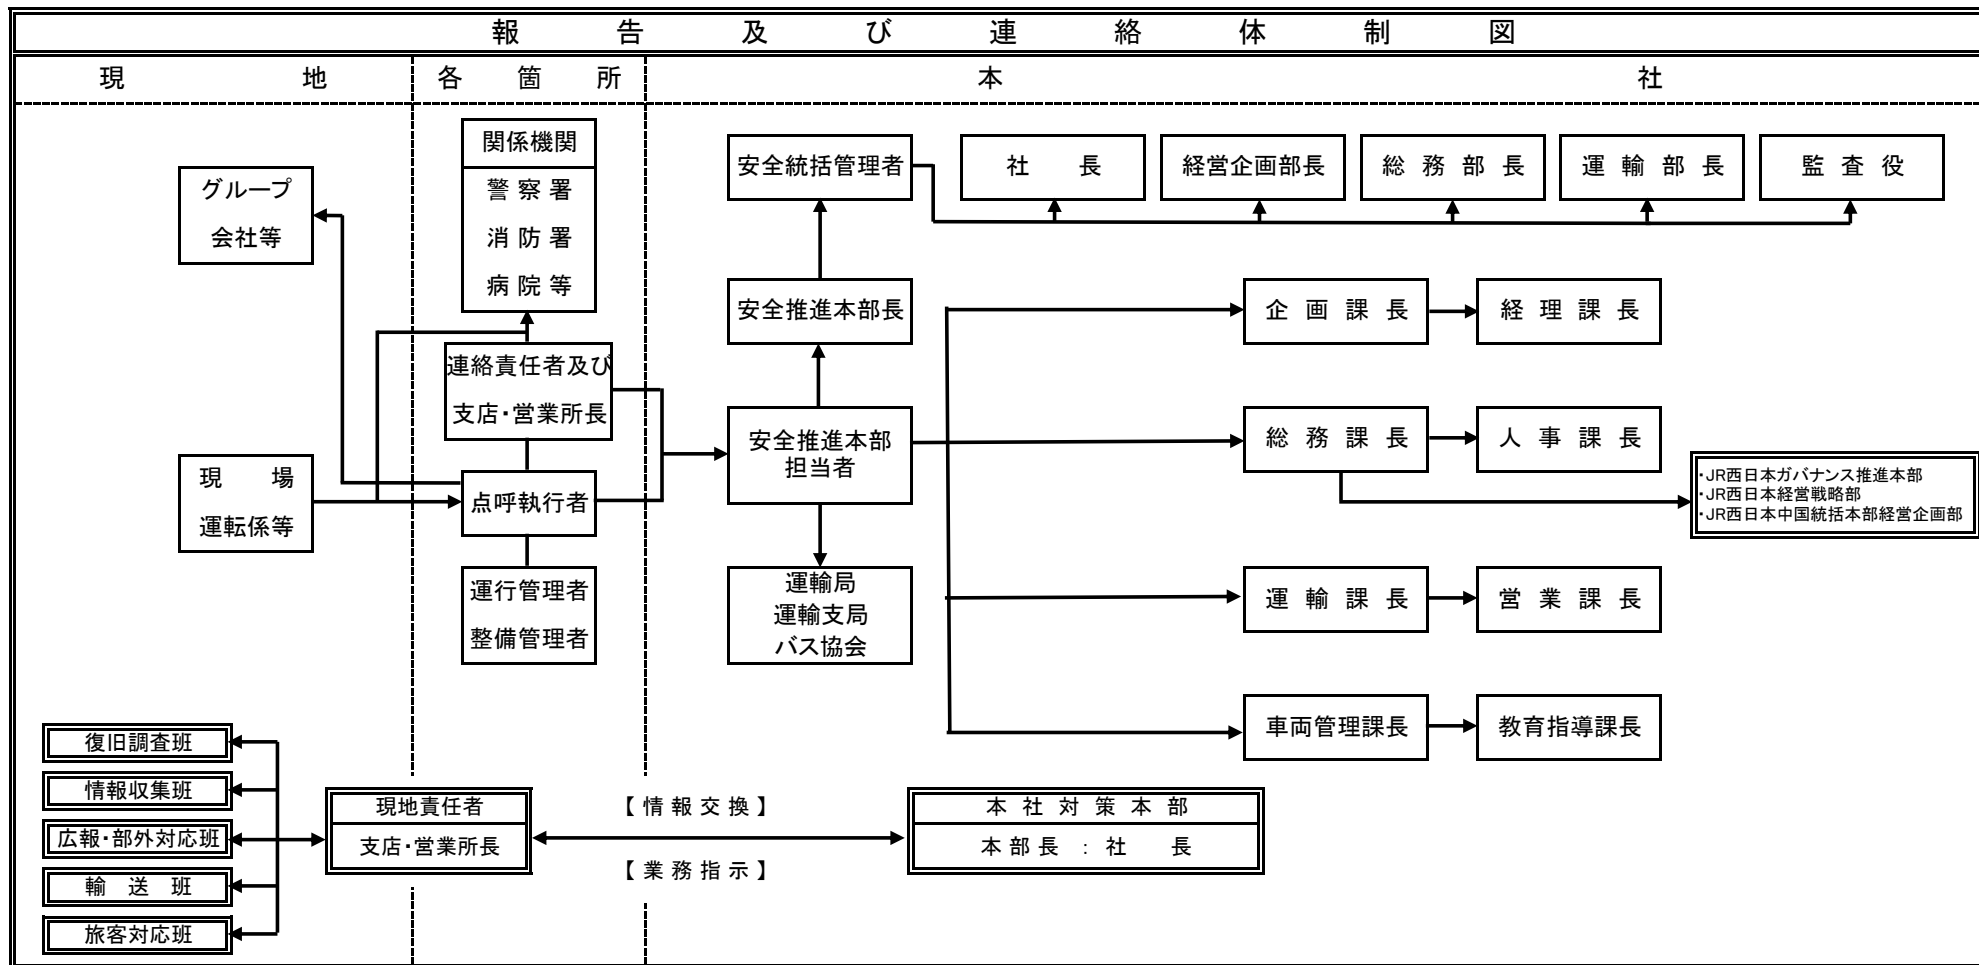 報告及び連絡体制図
現地
各箇所
本社
関係機関
警察署
消防署
病院等
グループ
会社等
連絡責任者及び
支店・営業所長
現場
運転係等
点呼執行者
運行管理者
整備管理者
安全統括管理者
社長
経営企画部長
総務部長
運輸部長
監査役
安全推進本部長
企画課長
経理課長
安全推進本部
担当者
総務課長
人事課長
・JR西日本ガバナンス推進本部
・JR西日本経営戦略部
・JR西日本中国統括本部経営企画部
運輸局
運輸支局
バス協会
運輸課長
営業課長
車両管理課長
教育指導課長
復旧調査班
情報収集班
広報・部外対応班
輸送班
旅客対応班
現地責任者
支店・営業所長
【情報交換】
【業務指示】
本社対策本部
本部長：社長